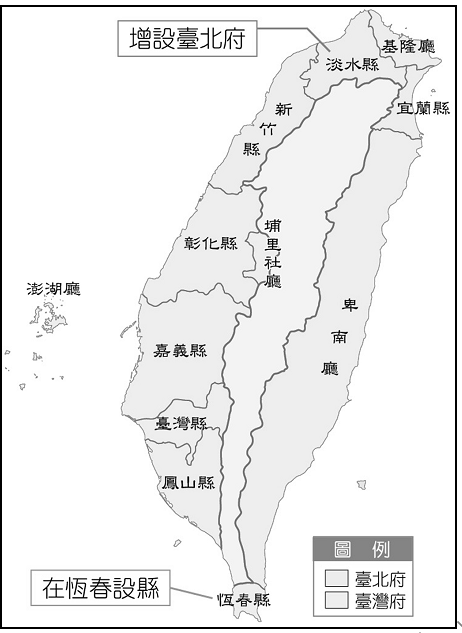 增設臺北府
基隆廳
淡水縣
宜蘭縣
新竹縣
埔里社廳
彰化縣
澎湖廳
卑南廳
嘉義縣
臺灣縣
鳳山縣
圖 例
臺北府
臺灣府
在恆春設縣
恆春縣